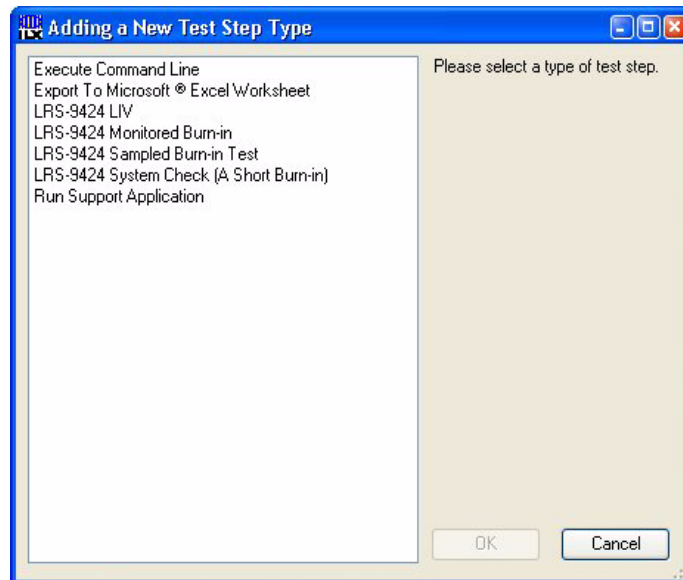 ILX Adding a New Test Step Type
Execute Command Line
Export To Microsoft ® Excel Worksheet
LRS-9424 LIV
LRS-9424 Monitored Burn-in
LRS-9424 Sampled Burn-in Test
LRS-9424 System Check (A Short Burn-in)
Run Support Application
Please select a type of test step.
OK
Cancel